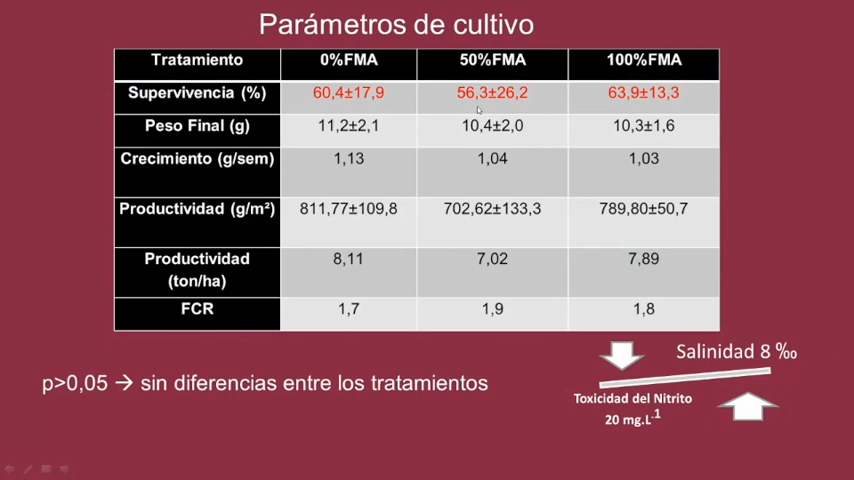 Parámetros de cultivo
Tratamiento 0%FMA 50%FMA 100%FMA
Supervivencia (%) 60,4±17,9 56,3±26,2 63,9±13,3
Peso Final (g) 11,2±2,1 10,4±2,0 10,3±1,6
Crecimiento (g/sem) 1,13 1,04 1,03
Productividad (g/m²) 811,77±109,8 702,62±133,3 789,80±50,7
Productividad (ton/ha) 8,11 7,02 7,89
FCR 1,7 1,9 1,8
Salinidad 8 ‰
p>0,05 → sin diferencias entre los tratamientos
Toxicidad del Nitrito
20 mg.L-1